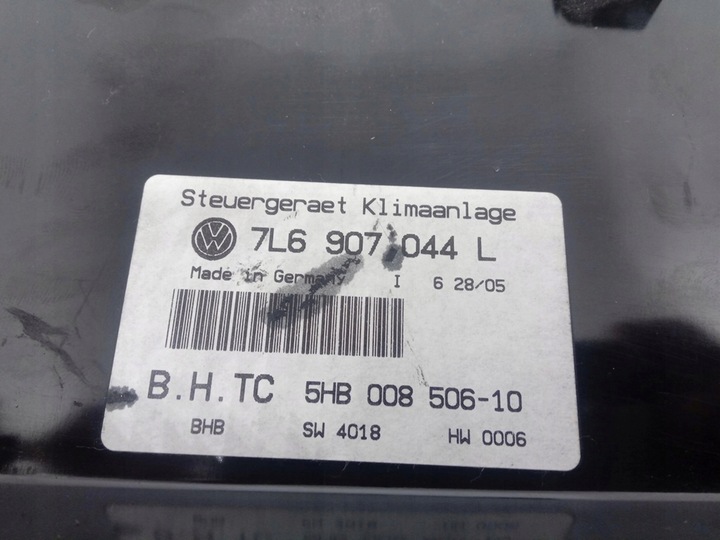 Steuergeraet Klimaanlage
7L6 907 044 L
Made in Germany I 6 28/05
B.H.TC 5HB 008 506-10
BHB SW 4018 HW 0006